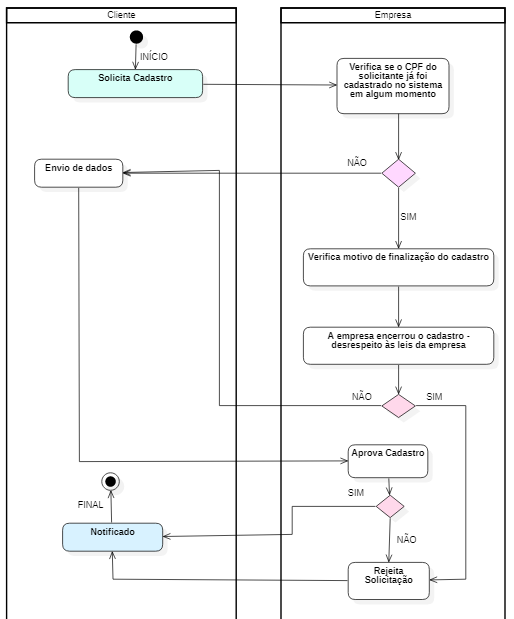 Cliente
Empresa
INÍCIO
Solicita Cadastro
Verifica se o CPF do
solicitante já foi
cadastrado no sistema
em algum momento
NÃO
Envio de dados
SIM
Verifica motivo de finalização do cadastro
A empresa encerrou o cadastro -
desrespeito às leis da empresa
NÃO
SIM
Aprova Cadastro
SIM
FINAL
Notificado
NÃO
Rejeita
Solicitação